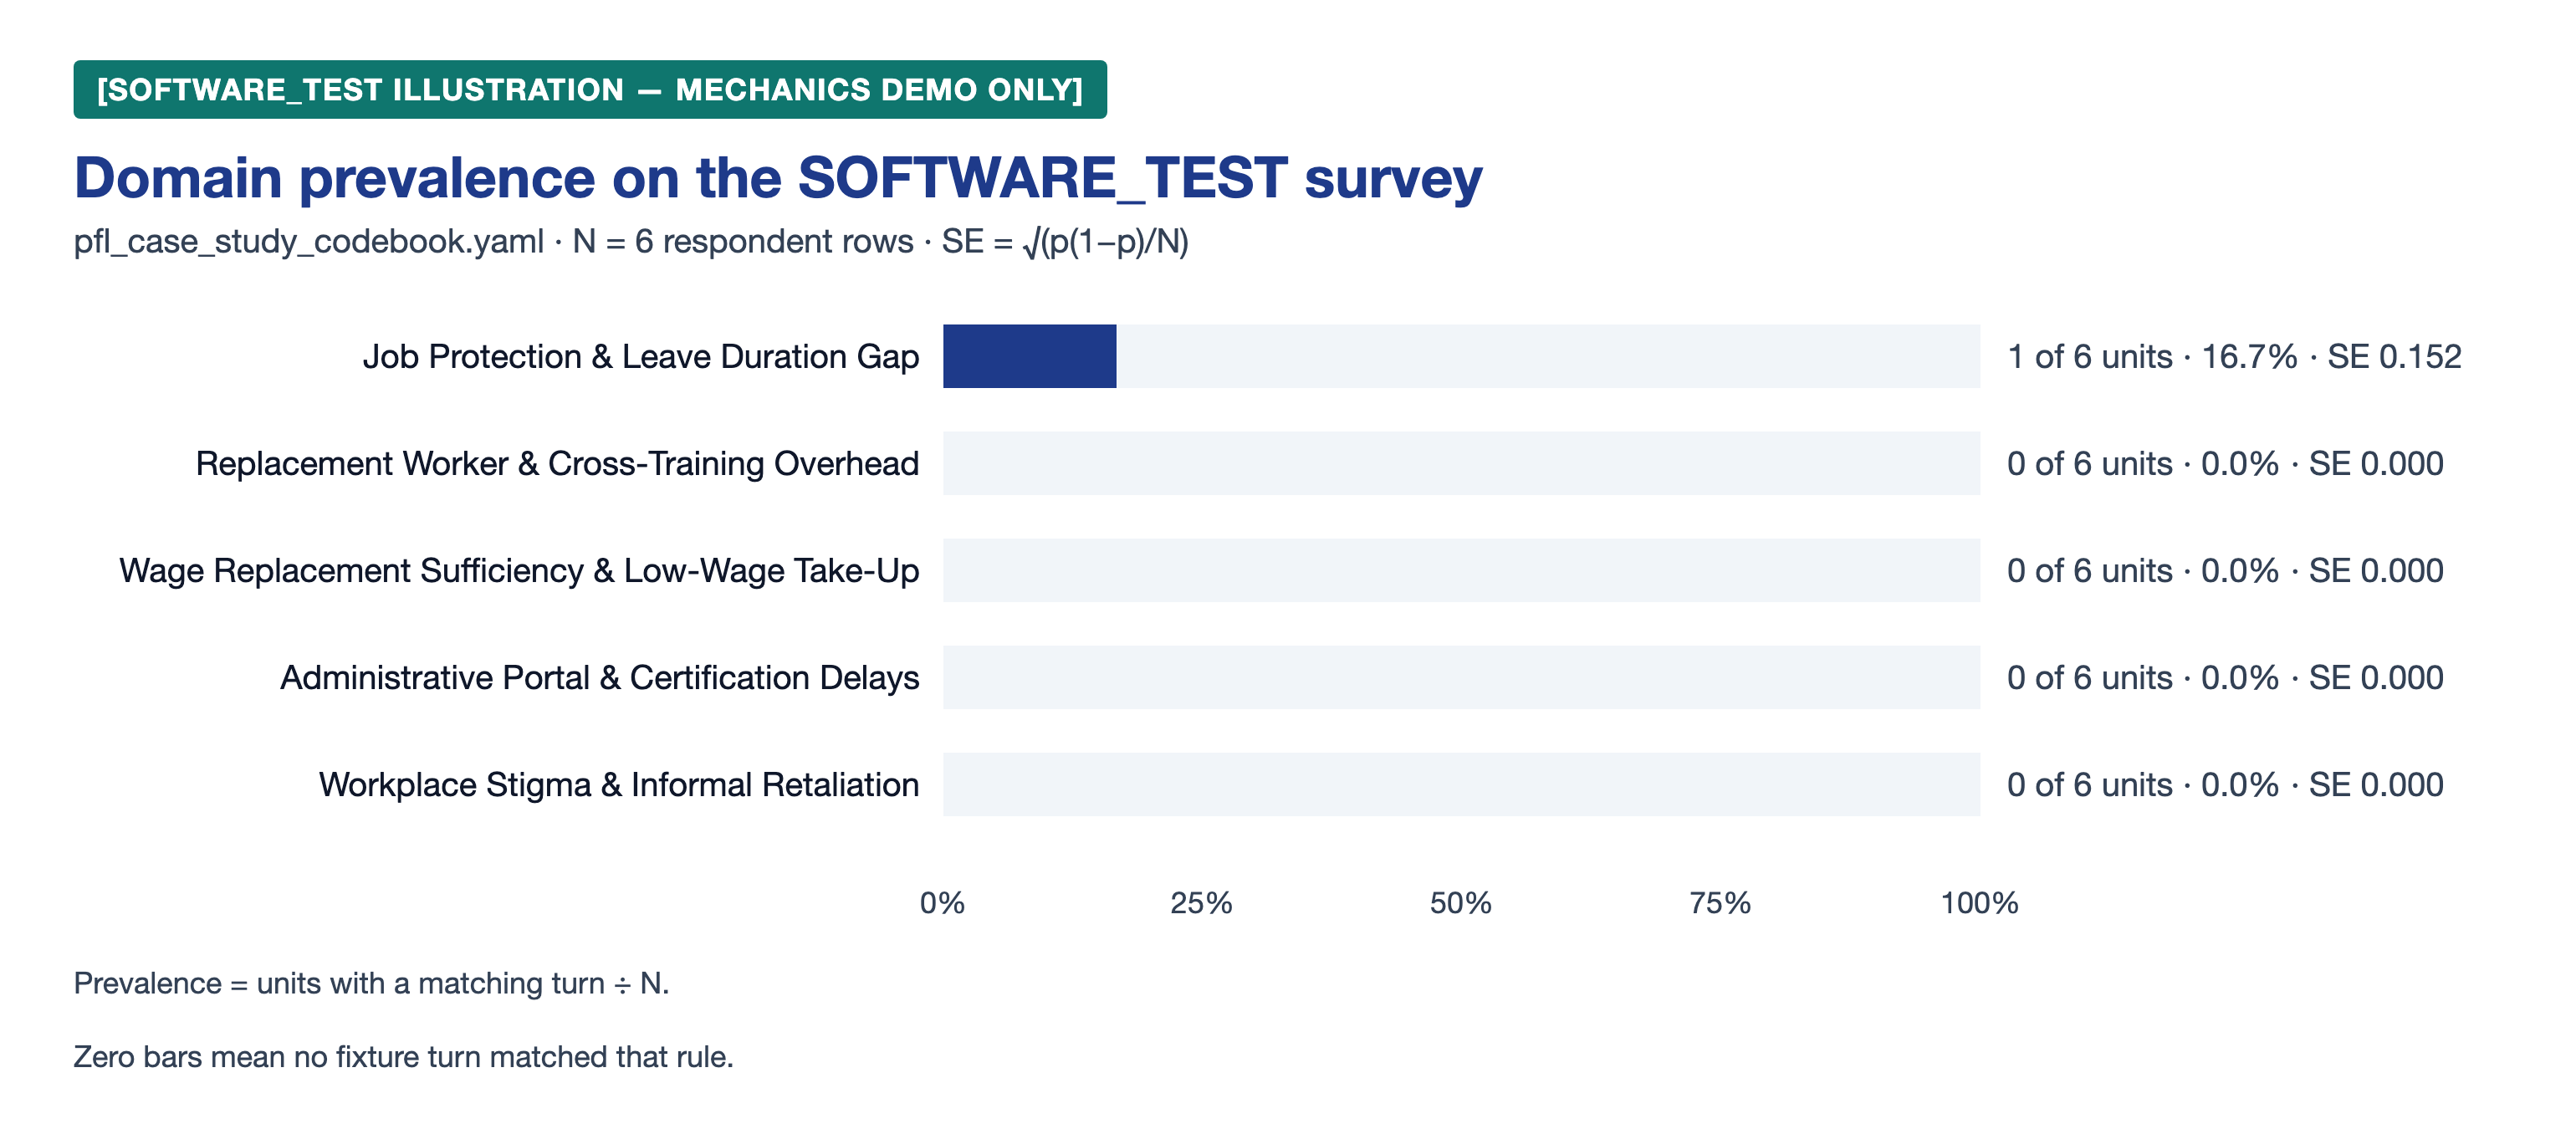 [SOFTWARE_TEST ILLUSTRATION — MECHANICS DEMO ONLY]
Domain prevalence on the SOFTWARE_TEST survey
pfl_case_study_codebook.yaml · N = 6 respondent rows · SE = √(p(1−p)/N)
Job Protection & Leave Duration Gap 1 of 6 units · 16.7% · SE 0.152
Replacement Worker & Cross-Training Overhead 0 of 6 units · 0.0% · SE 0.000
Wage Replacement Sufficiency & Low-Wage Take-Up 0 of 6 units · 0.0% · SE 0.000
Administrative Portal & Certification Delays 0 of 6 units · 0.0% · SE 0.000
Workplace Stigma & Informal Retaliation 0 of 6 units · 0.0% · SE 0.000
0% 25% 50% 75% 100%
Prevalence = units with a matching turn ÷ N.
Zero bars mean no fixture turn matched that rule.